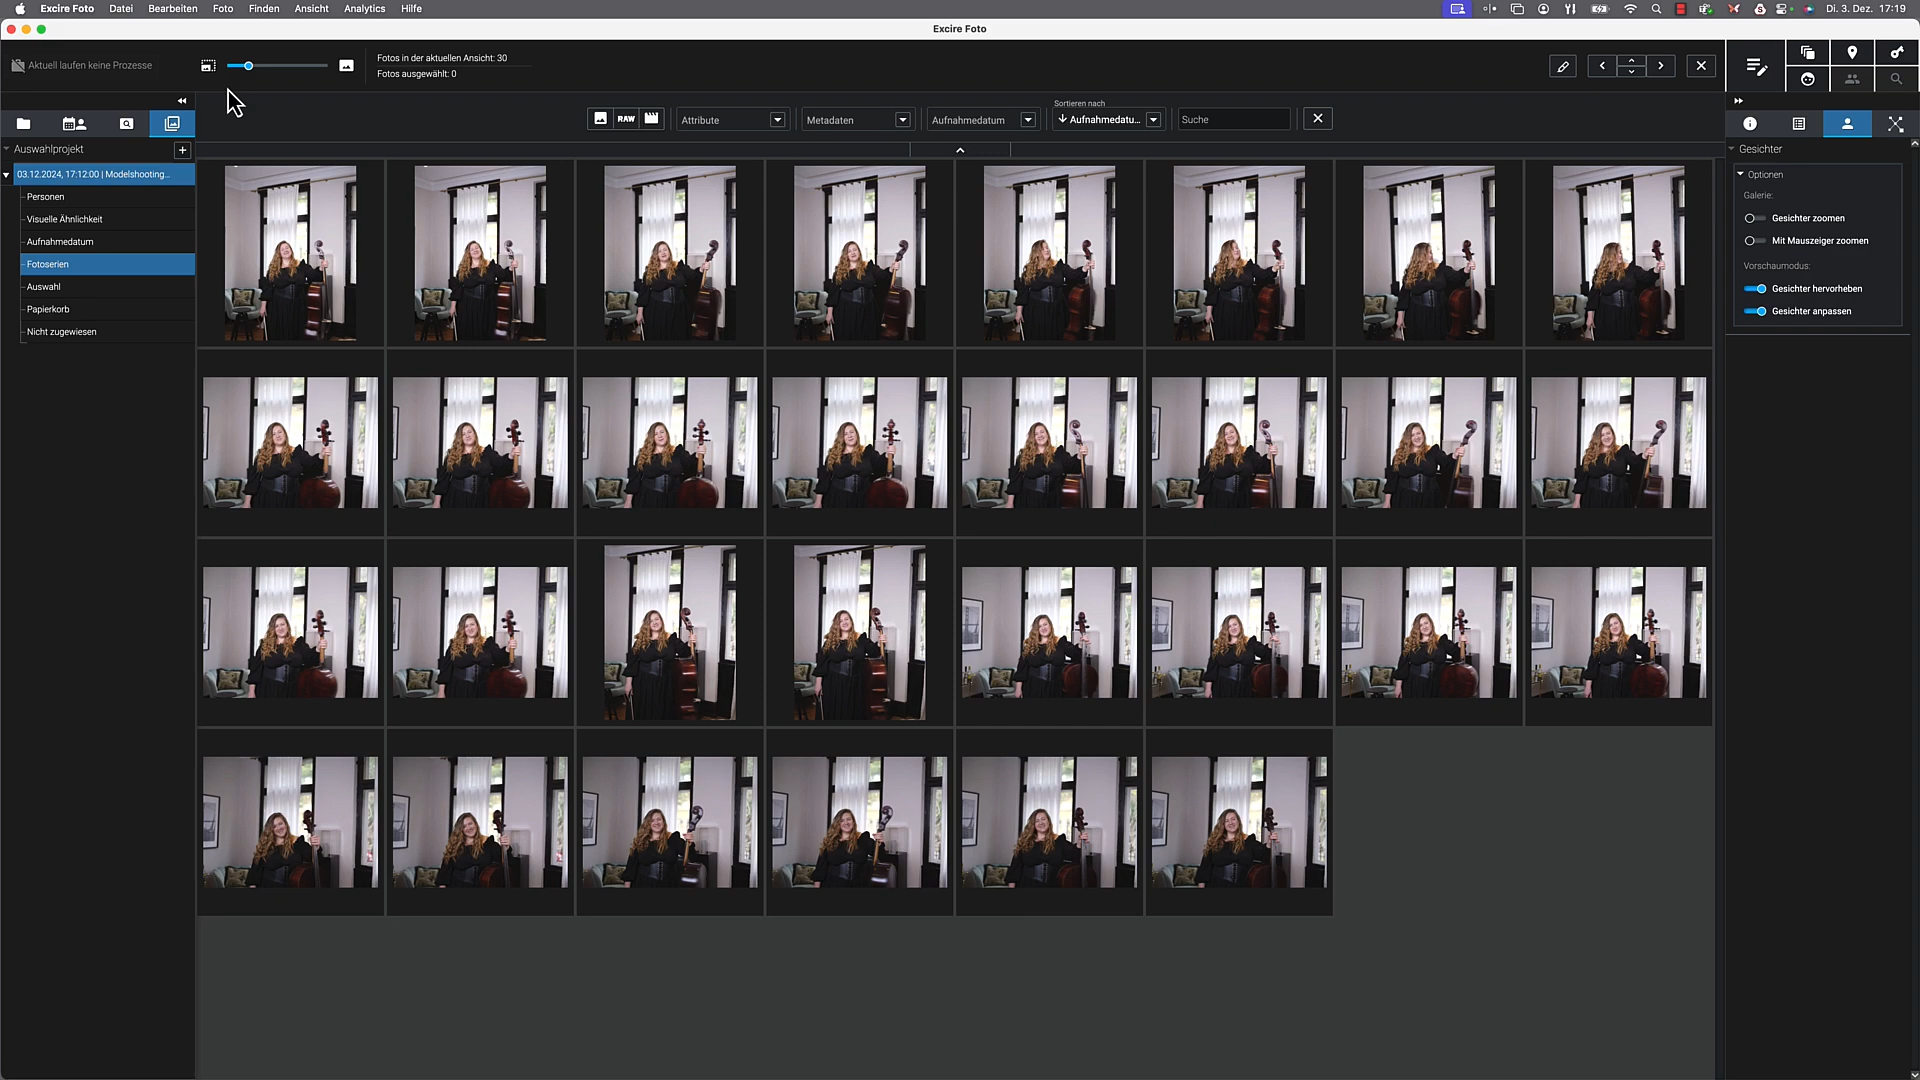 Excire Foto Datei Bearbeiten Foto Finden Ansicht Analytics Hilfe Di. 3. Dez. 17:19
Excire Foto
Aktuell laufen keine Prozesse
Fotos in der aktuellen Ansicht: 30
Fotos ausgewählt: 0
RAW Attribute Metadaten Aufnahmedatum
Sortieren nach
Aufnahmedatu...
Suche
Auswahlprojekt
03.12.2024, 17:12:00 | Modelshooting...
Personen
Visuelle Ähnlichkeit
Aufnahmedatum
Fotoserien
Auswahl
Papierkorb
Nicht zugewiesen
Gesichter
Optionen
Galerie:
Gesichter zoomen
Mit Mauszeiger zoomen
Vorschaumodus:
Gesichter hervorheben
Gesichter anpassen